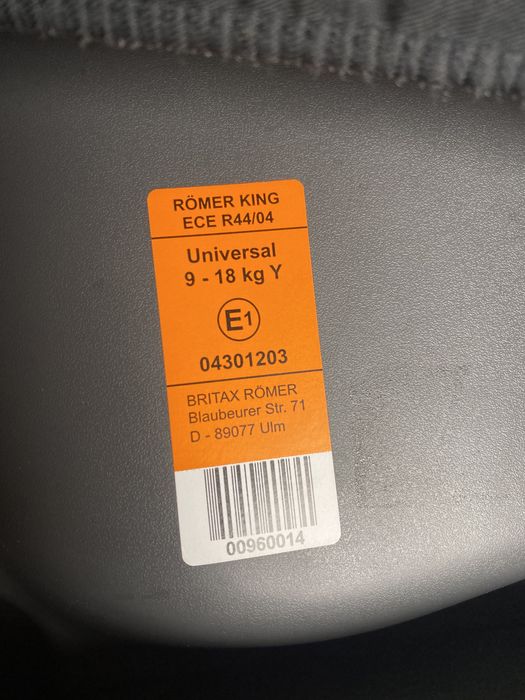 RÖMER KING
ECE R44/04
Universal
9 - 18 kg Y
E1
04301203
BRITAX RÖMER
Blaubeurer Str. 71
D - 89077 Ulm
00960014